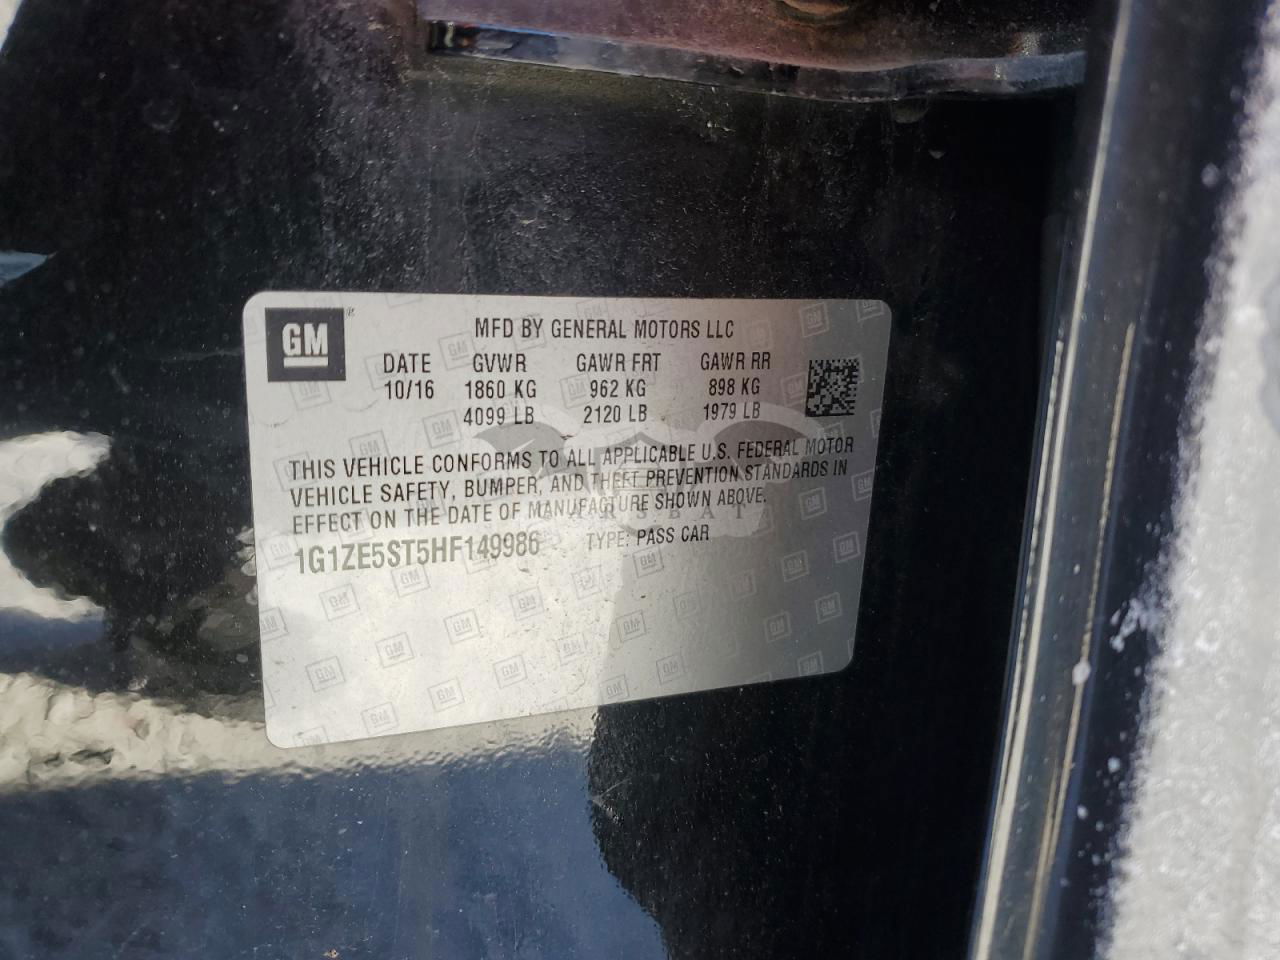 GM ®
MFD BY GENERAL MOTORS LLC
DATE GVWR GAWR FRT GAWR RR
10/16 1860 KG 962 KG 898 KG
4099 LB 2120 LB 1979 LB
THIS VEHICLE CONFORMS TO ALL APPLICABLE U.S. FEDERAL MOTOR
VEHICLE SAFETY, BUMPER, AND THEFT PREVENTION STANDARDS IN
EFFECT ON THE DATE OF MANUFACTURE SHOWN ABOVE.
CARSBAT
1G1ZE5ST5HF149986 TYPE: PASS CAR